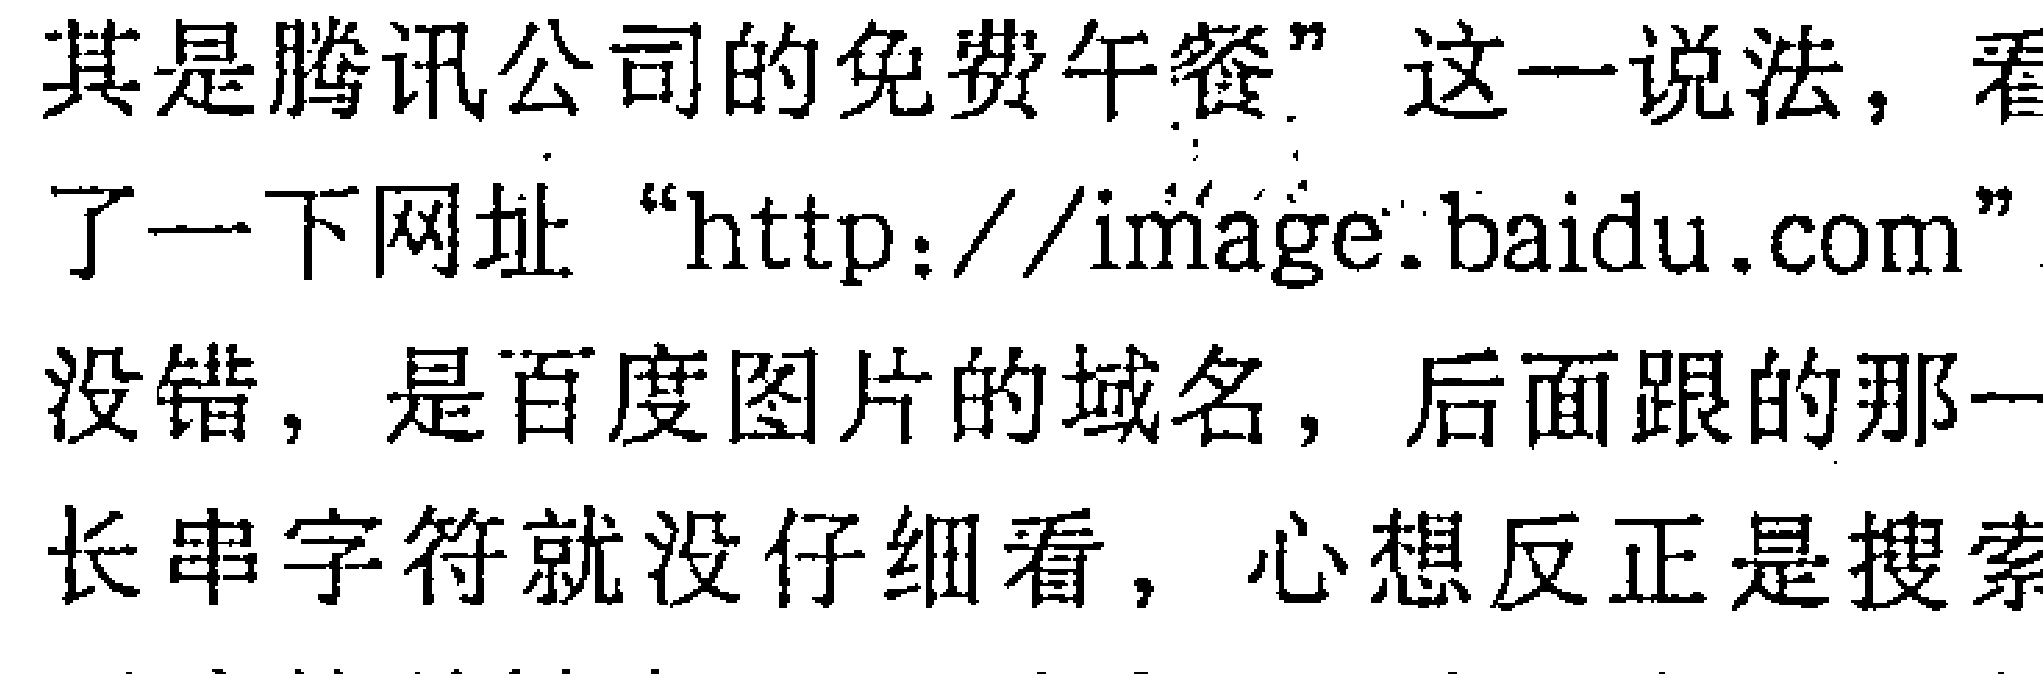 其是腾讯公司的免费午餐”这一说法，看
了一下网址“http://image.baidu.com”
没错，是百度图片的域名，后面跟的那一
长串字符就没仔细看，心想反正是搜索